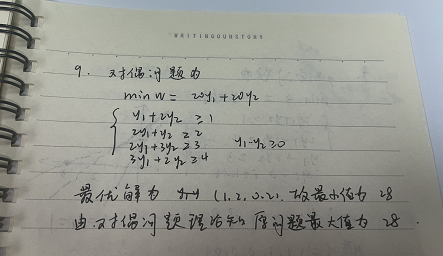 WRITINGOURSTORY
9. 对偶问题为
min W = 20y₁ + 20y₂
y₁ + 2y₂ ≥ 1
2y₁ + y₂ ≥ 2
2y₁ + 3y₂ ≥ 3 y₁·y₂ ≥ 0
3y₁ + 2y₂ ≥ 4
最优解为 (1.2, 0.2), 故最小值为 28
由对偶问题理论知原问题最大值为 28.